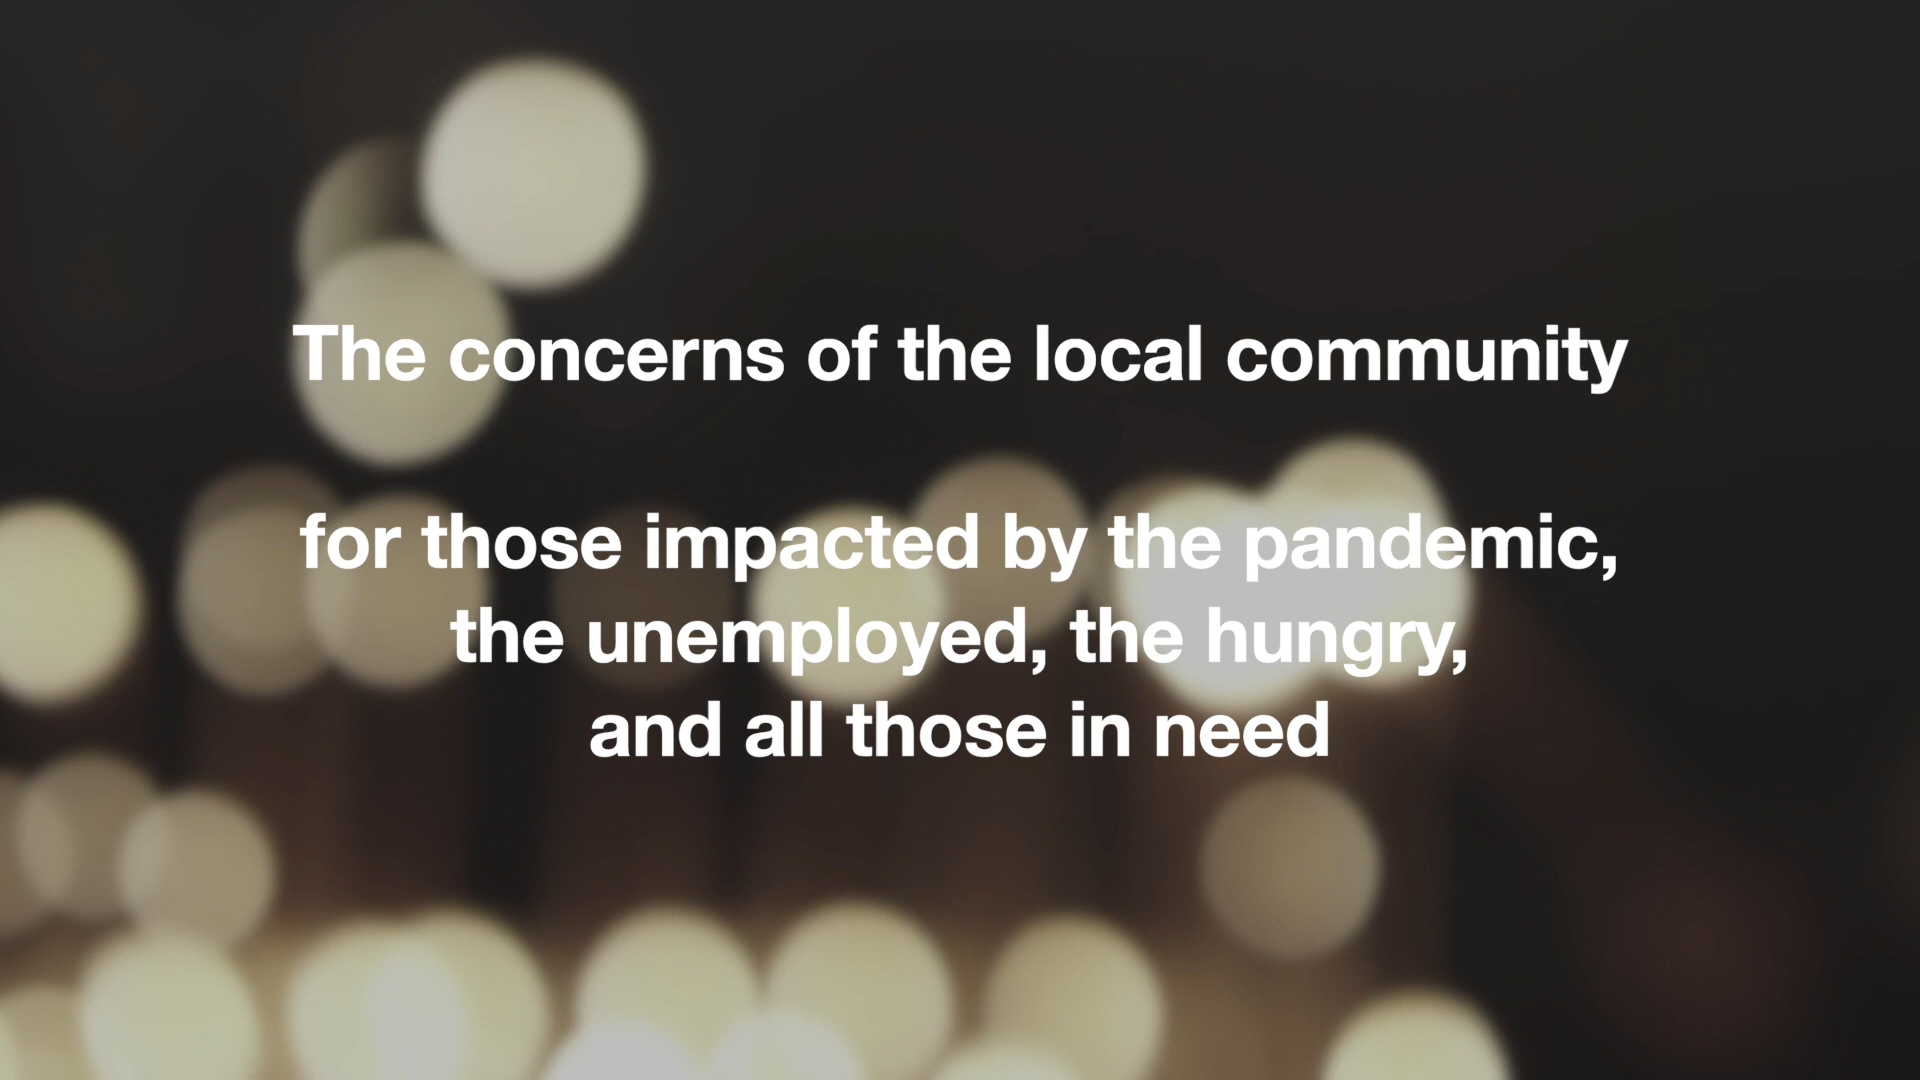 The concerns of the local community
for those impacted by the pandemic,
the unemployed, the hungry,
and all those in need